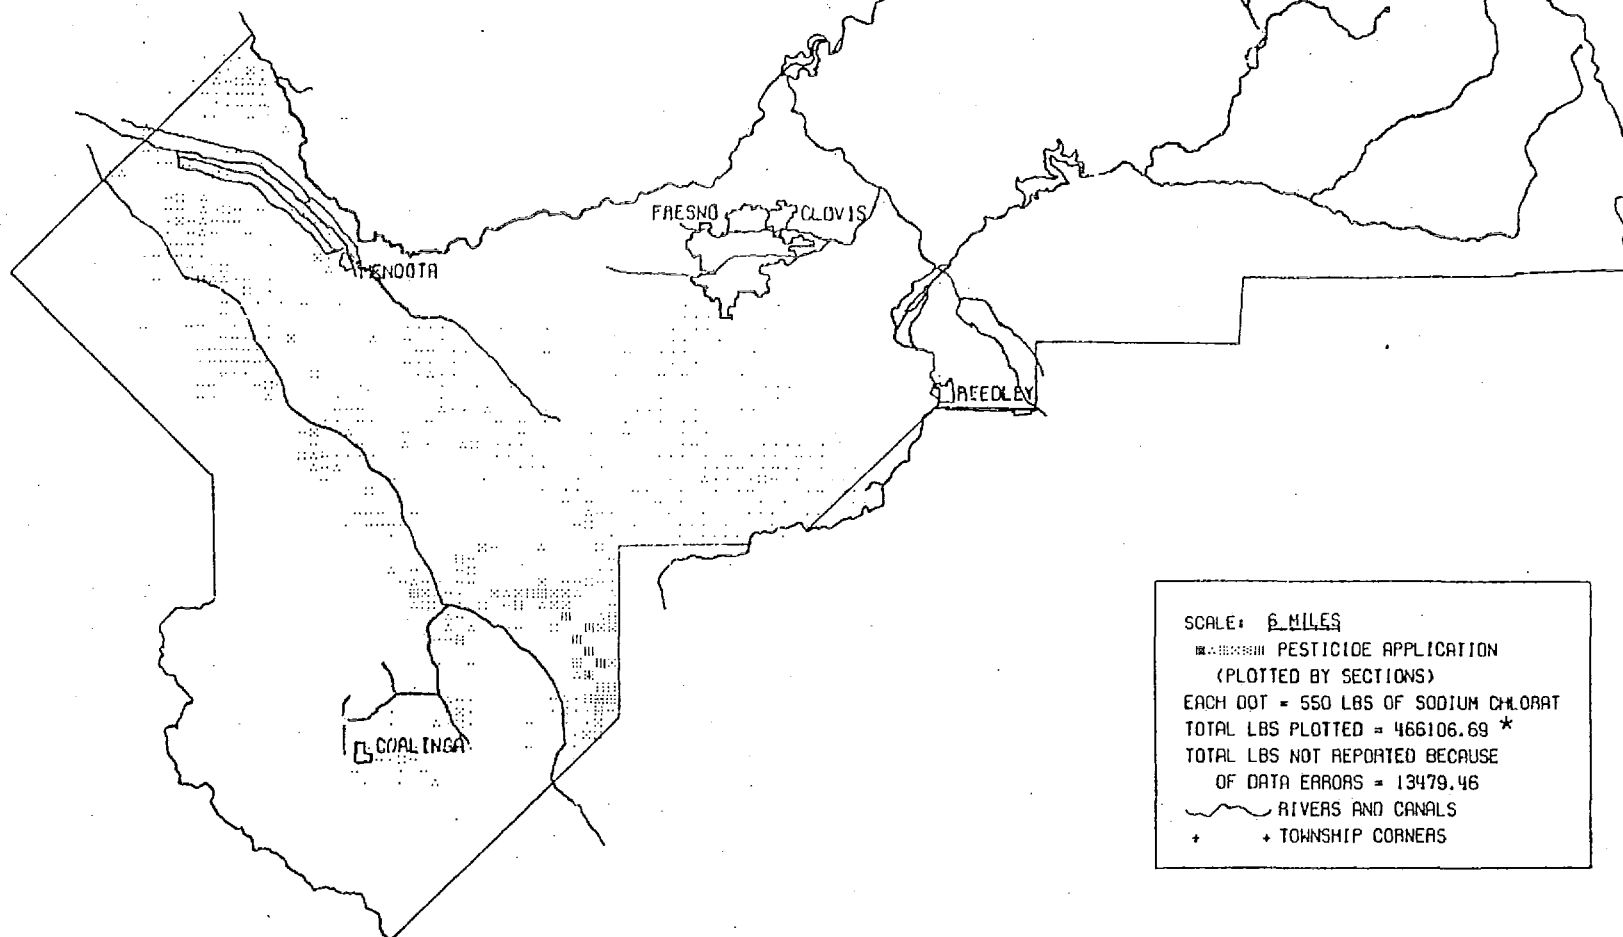 FRESNO
CLOVIS
MENDOTA
REEDLEY
COALINGA
SCALE: 6 MILES
PESTICIDE APPLICATION
(PLOTTED BY SECTIONS)
EACH DOT = 550 LBS OF SODIUM CHLORAT
TOTAL LBS PLOTTED = 466106.69 *
TOTAL LBS NOT REPORTED BECAUSE
OF DATA ERRORS = 13479.46
RIVERS AND CANALS
+ + TOWNSHIP CORNERS